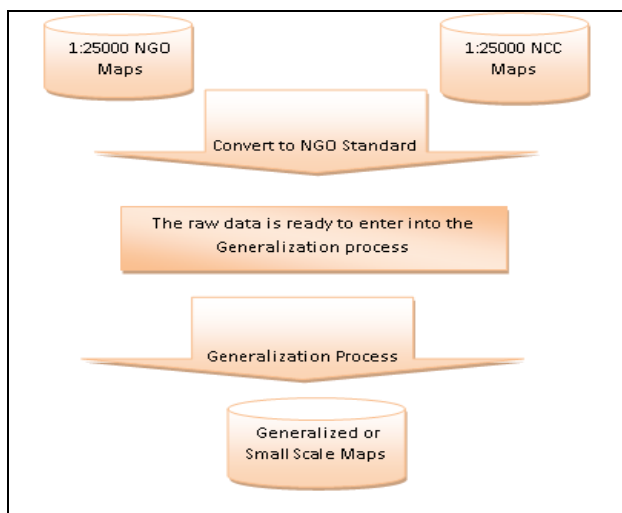 1:25000 NGO
Maps
1:25000 NCC
Maps
Convert to NGO Standard
The raw data is ready to enter into the
Generalization process
Generalization Process
Generalized or
Small Scale Maps